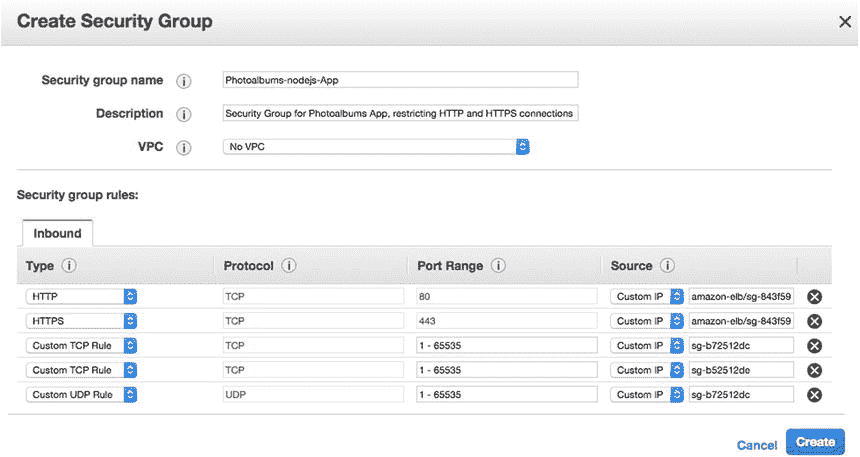 Create Security Group
Security group name i Photoalbums-nodejs-App
Description i Security Group for Photoalbums App, restricting HTTP and HTTPS connections
VPC i No VPC
Security group rules:
Inbound
Type i Protocol i Port Range i Source i
HTTP TCP 80 Custom IP amazon-elb/sg-843f59
HTTPS TCP 443 Custom IP amazon-elb/sg-843f59
Custom TCP Rule TCP 1 - 65535 Custom IP sg-b72512dc
Custom TCP Rule TCP 1 - 65535 Custom IP sg-b52512de
Custom UDP Rule UDP 1 - 65535 Custom IP sg-b72512dc
Cancel Create